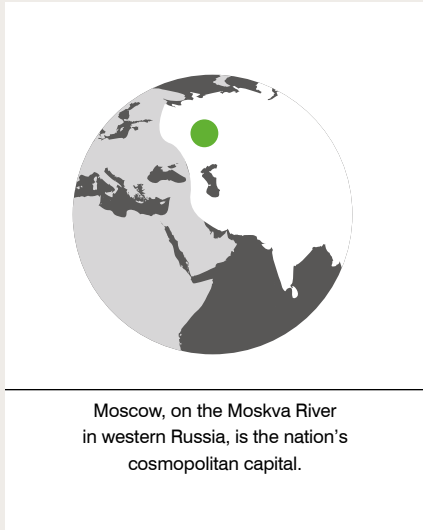 Moscow, on the Moskva River
in western Russia, is the nation’s
cosmopolitan capital.